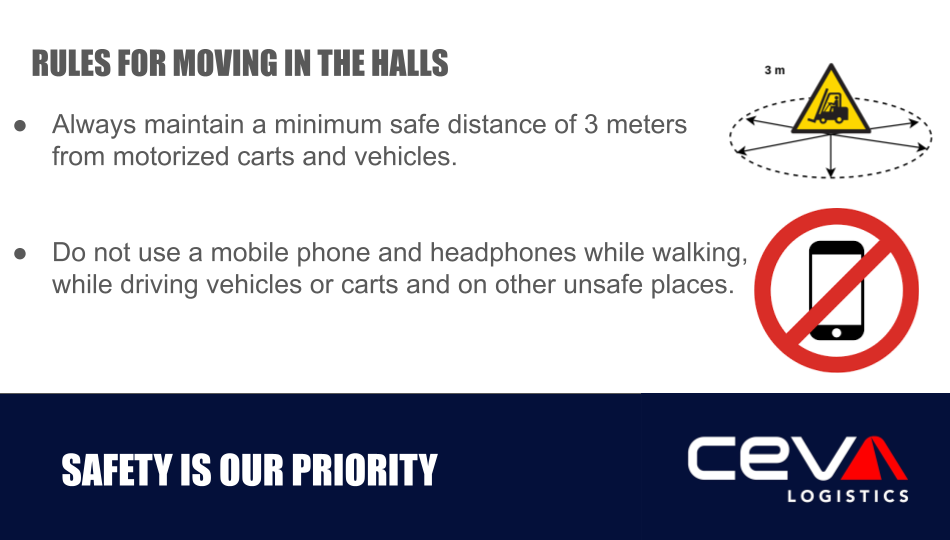 RULES FOR MOVING IN THE HALLS
3 m
● Always maintain a minimum safe distance of 3 meters
from motorized carts and vehicles.
● Do not use a mobile phone and headphones while walking,
while driving vehicles or carts and on other unsafe places.
SAFETY IS OUR PRIORITY
CEVA
LOGISTICS